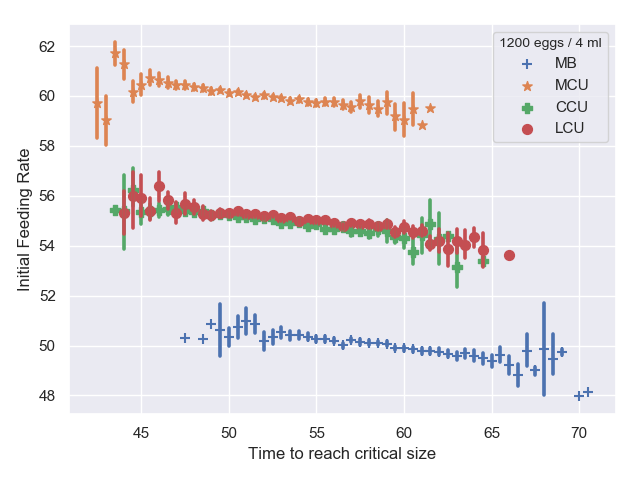 1200 eggs / 4 ml
MB
MCU
CCU
LCU
Initial Feeding Rate
62
60
58
56
54
52
50
48
45
50
55
60
65
70
Time to reach critical size